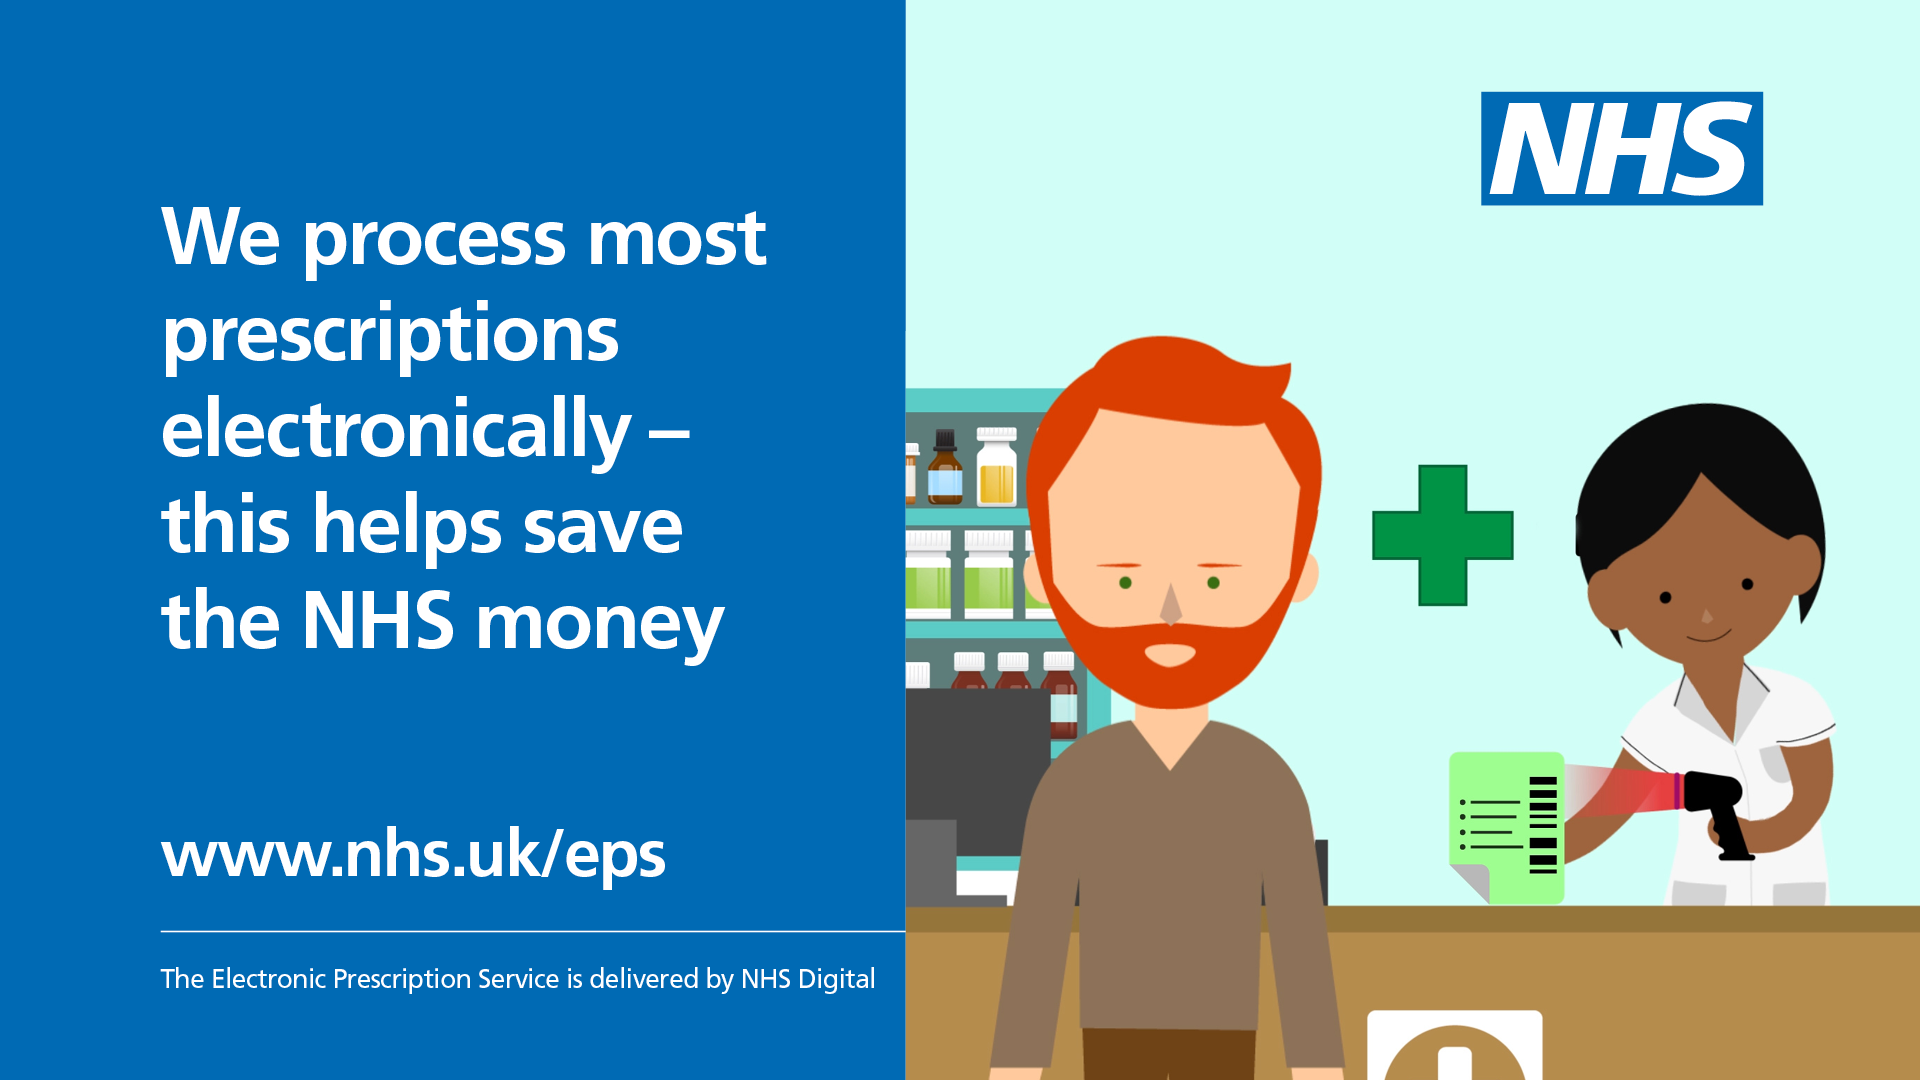 We process most
prescriptions
electronically –
this helps save
the NHS money
www.nhs.uk/eps
The Electronic Prescription Service is delivered by NHS Digital
NHS